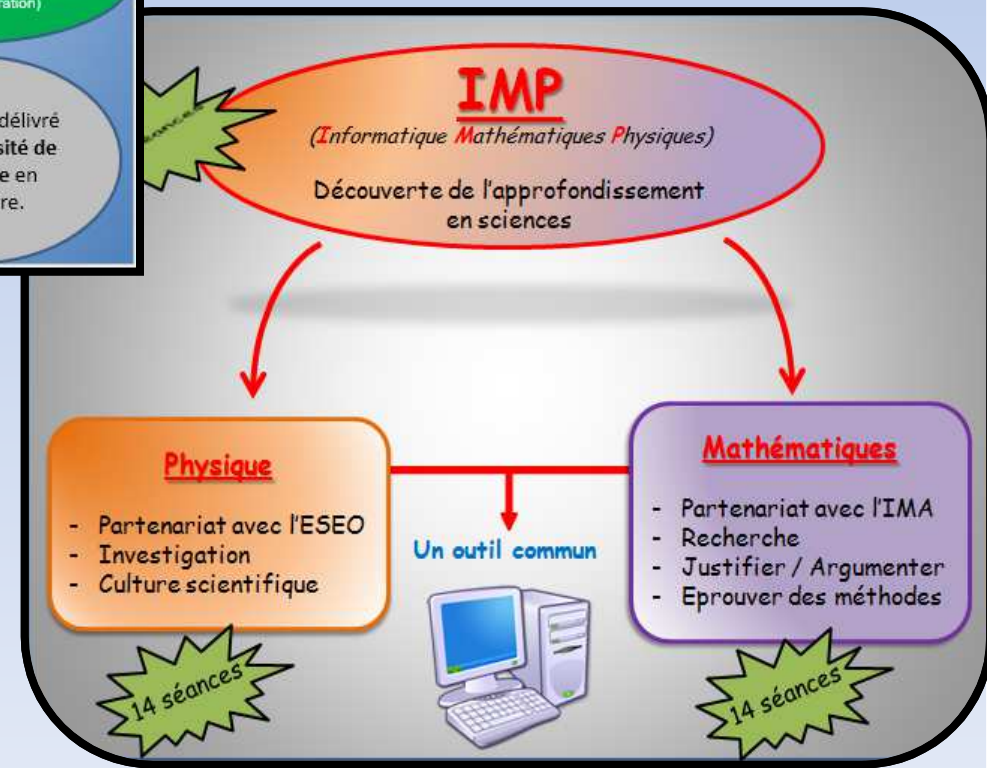 ration)
délivré
sité de
e en
re.
séances
IMP
(Informatique Mathématiques Physiques)
Découverte de l'approfondissement
en sciences
Physique
- Partenariat avec l'ESEO
- Investigation
- Culture scientifique
14 séances
Un outil commun
Mathématiques
- Partenariat avec l'IMA
- Recherche
- Justifier / Argumenter
- Eprouver des méthodes
14 séances